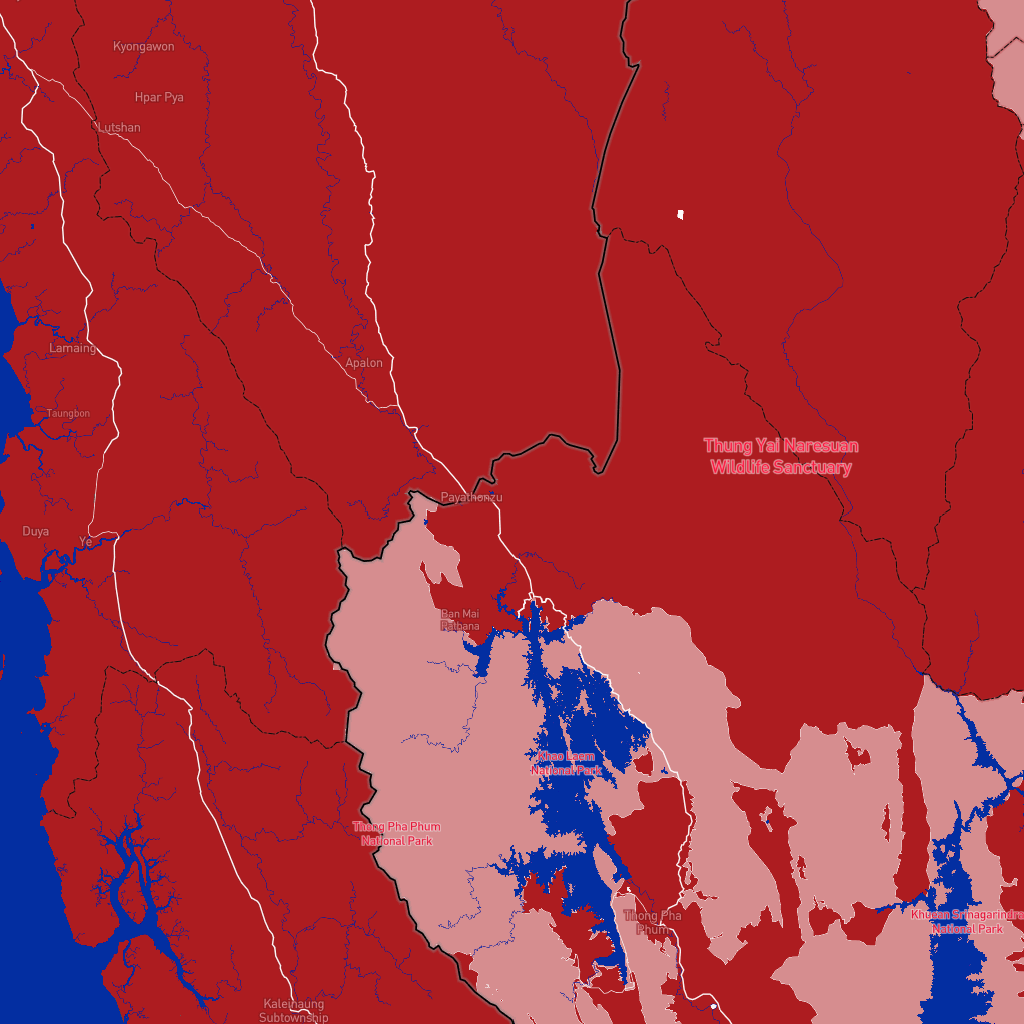 Kyongawon
Hpar Pya
Lutshan
Lamaing
Apalon
Taungbon
Thung Yai Naresuan
Wildlife Sanctuary
Payathonzu
Duya
Ye
Ban Mai
Rattana
Khao Laem
National Park
Thong Pha Phum
National Park
Thong Pha
Phum
Khuean Srinagarindra
National Park
Kaleinaung
Subtownship